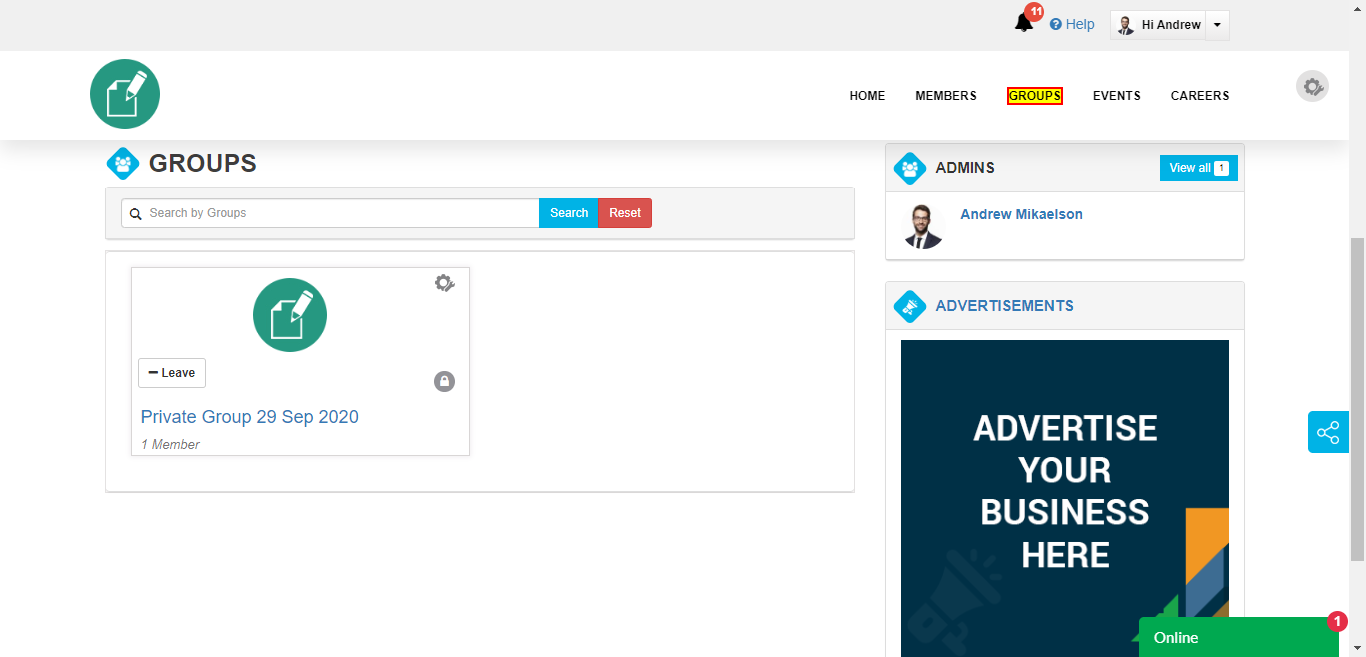 11
Help
Hi Andrew
HOME
MEMBERS
GROUPS
EVENTS
CAREERS
GROUPS
Search by Groups
Search
Reset
Leave
Private Group 29 Sep 2020
1 Member
ADMINS
View all 1
Andrew Mikaelson
ADVERTISEMENTS
ADVERTISE
YOUR
BUSINESS
HERE
Online
1